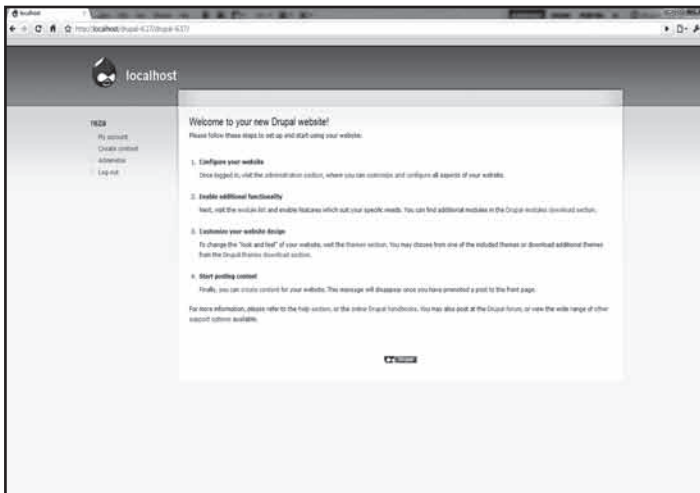 localhost
http://localhost/drupal-6.17/drupal-6.17/
localhost
reza
My account
Create content
Administer
Log out
Welcome to your new Drupal website!
Please follow these steps to set up and start using your website:
1. Configure your website
Once logged in, visit the administration section, where you can customize and configure all aspects of your website.
2. Enable additional functionality
Next, visit the module list and enable features which suit your specific needs. You can find additional modules in the Drupal modules download section.
3. Customize your website design
To change the "look and feel" of your website, visit the themes section. You may choose from one of the included themes or download additional themes
from the Drupal themes download section.
4. Start posting content
Finally, you can create content for your website. This message will disappear once you have promoted a post to the front page.
For more information, please refer to the help section, or the online Drupal handbooks. You may also post at the Drupal forum, or view the wide range of other
support options available.